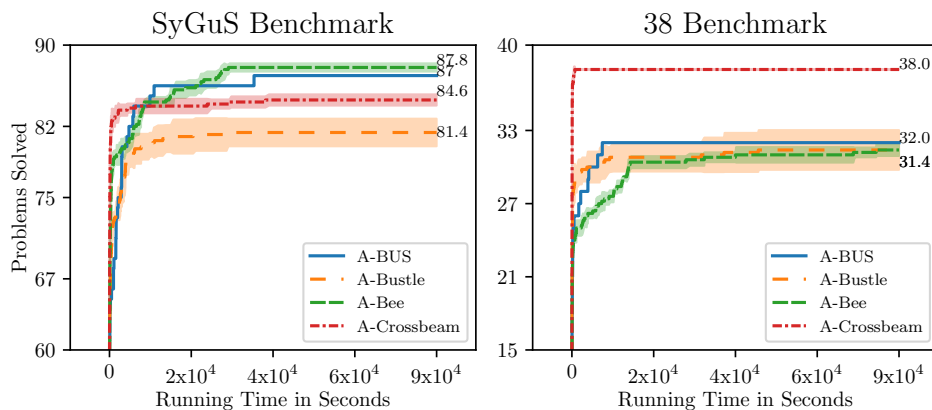 SyGuS Benchmark
90
82
75
67
60
Problems Solved
87.8
87
84.6
81.4
A-BUS
A-Bustle
A-Bee
A-Crossbeam
0
2x10^4
4x10^4
6x10^4
9x10^4
Running Time in Seconds
38 Benchmark
40
33
27
21
15
38.0
32.0
31.4
A-BUS
A-Bustle
A-Bee
A-Crossbeam
0
2x10^4
4x10^4
6x10^4
9x10^4
Running Time in Seconds